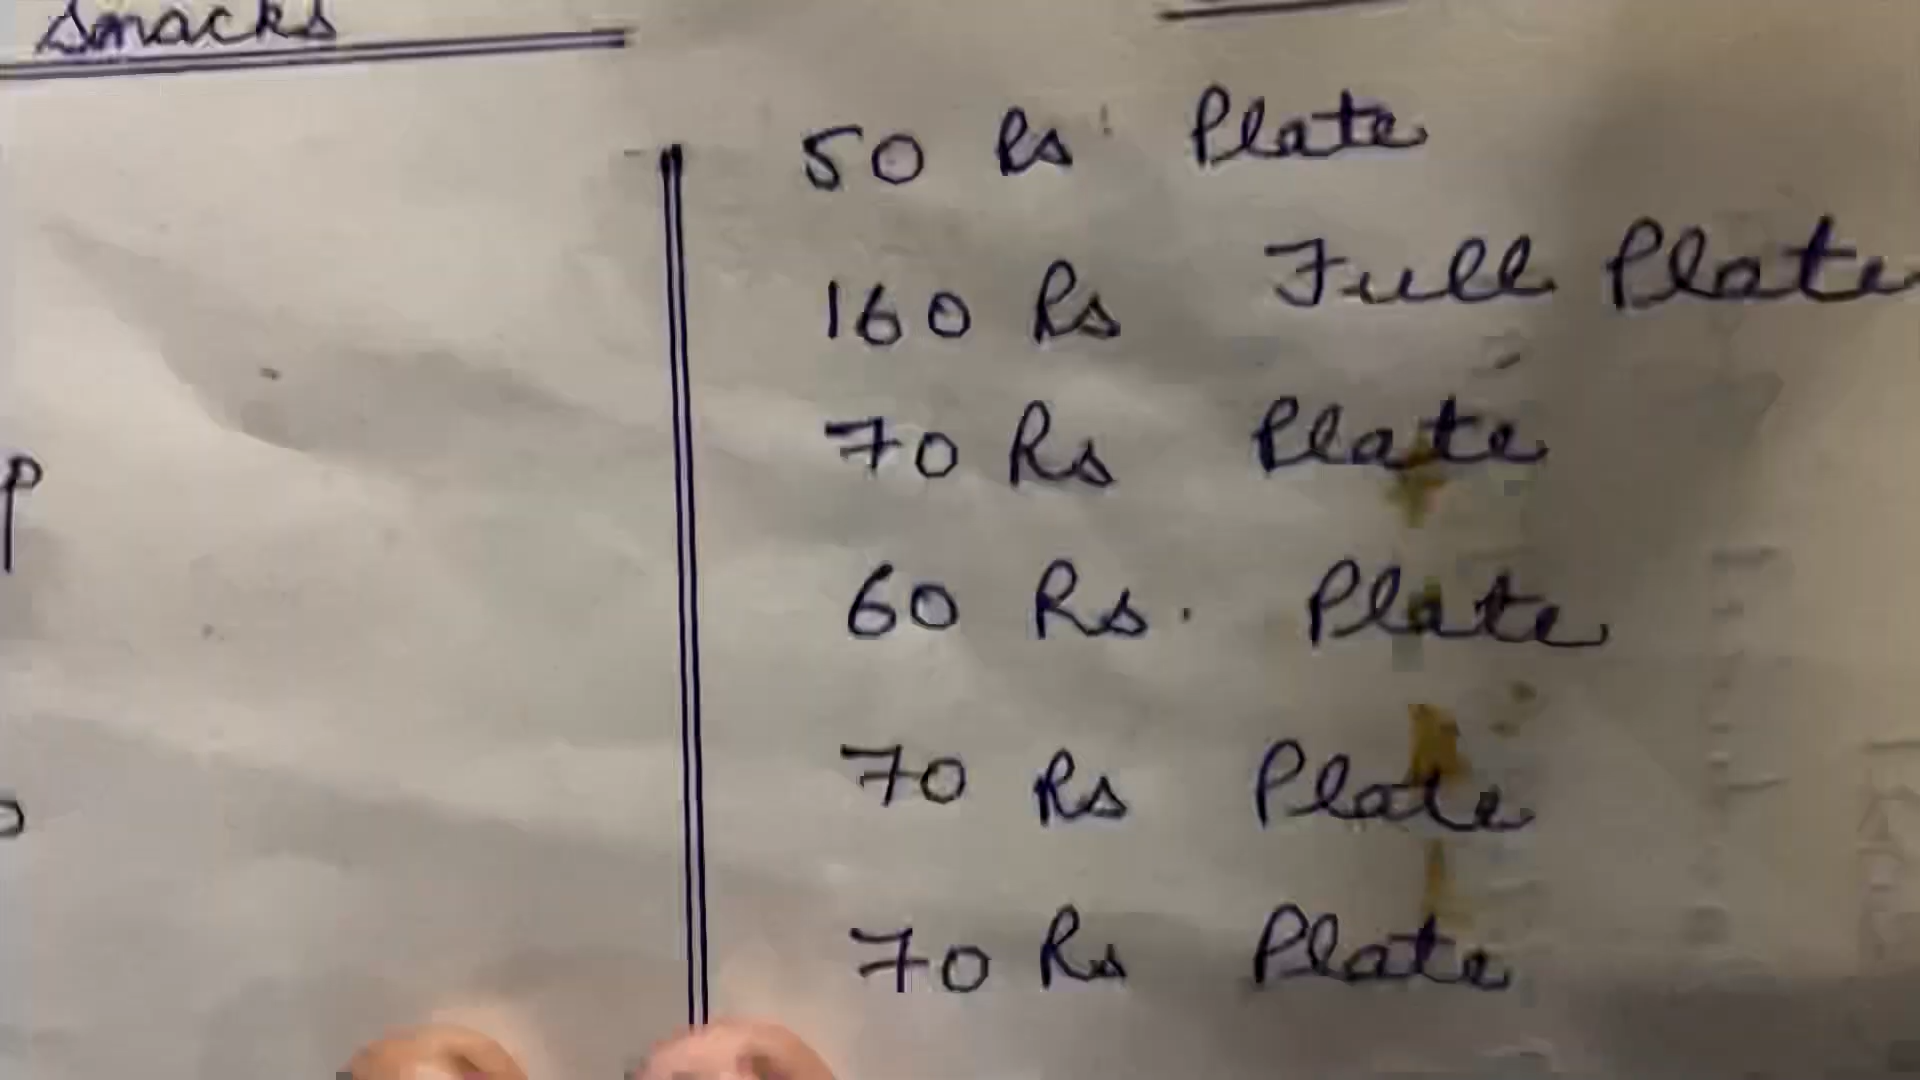 Snacks
50 Rs. Plate
160 Rs Full Plate
70 Rs Plate
60 Rs. Plate
70 Rs Plate
70 Rs Plate